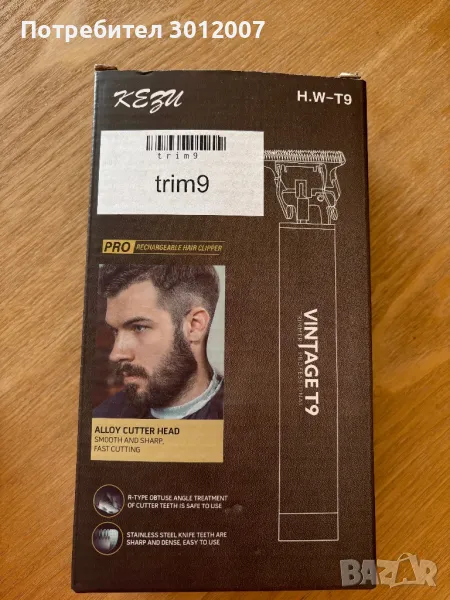 Потребител 3012007
KEZU
H.W-T9
trim9
trim9
PRO RECHARGEABLE HAIR CLIPPER
VINTAGE T9
ALLOY CUTTER HEAD
SMOOTH AND SHARP,
FAST CUTTING
R-TYPE OBTUSE ANGLE TREATMENT
OF CUTTER TEETH IS SAFE TO USE
STAINLESS STEEL KNIFE TEETH ARE
SHARP AND DENSE, EASY TO USE
BAZAR